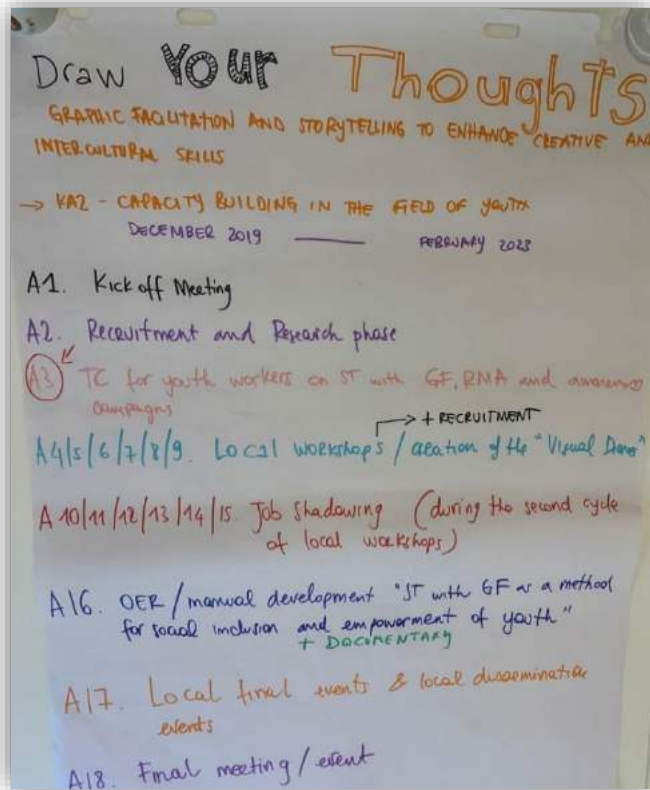 Draw Your Thoughts
GRAPHIC FACILITATION AND STORYTELLING TO ENHANCE CREATIVE AND
INTERCULTURAL SKILLS
→ KA2 - CAPACITY BUILDING IN THE FIELD OF YOUTH
DECEMBER 2019 — FEBRUARY 2023
A1. Kick off Meeting
A2. Recruitment and Research phase
A3 TC for youth workers on ST with GF, RMA and awareness
campagns
→ + RECRUITMENT
A4/5/6/7/8/9. Local workshops / creation of the "Visual
A10/11/12/13/14/15. Job Shadowing (during the second cycle
of local workshops)
A16. OER / manual development "ST with GF as a method
for social inclusion and empowerment of youth"
+ DOCUMENTARY
A17. Local final events & local dissemination
events
A18. Final meeting / event